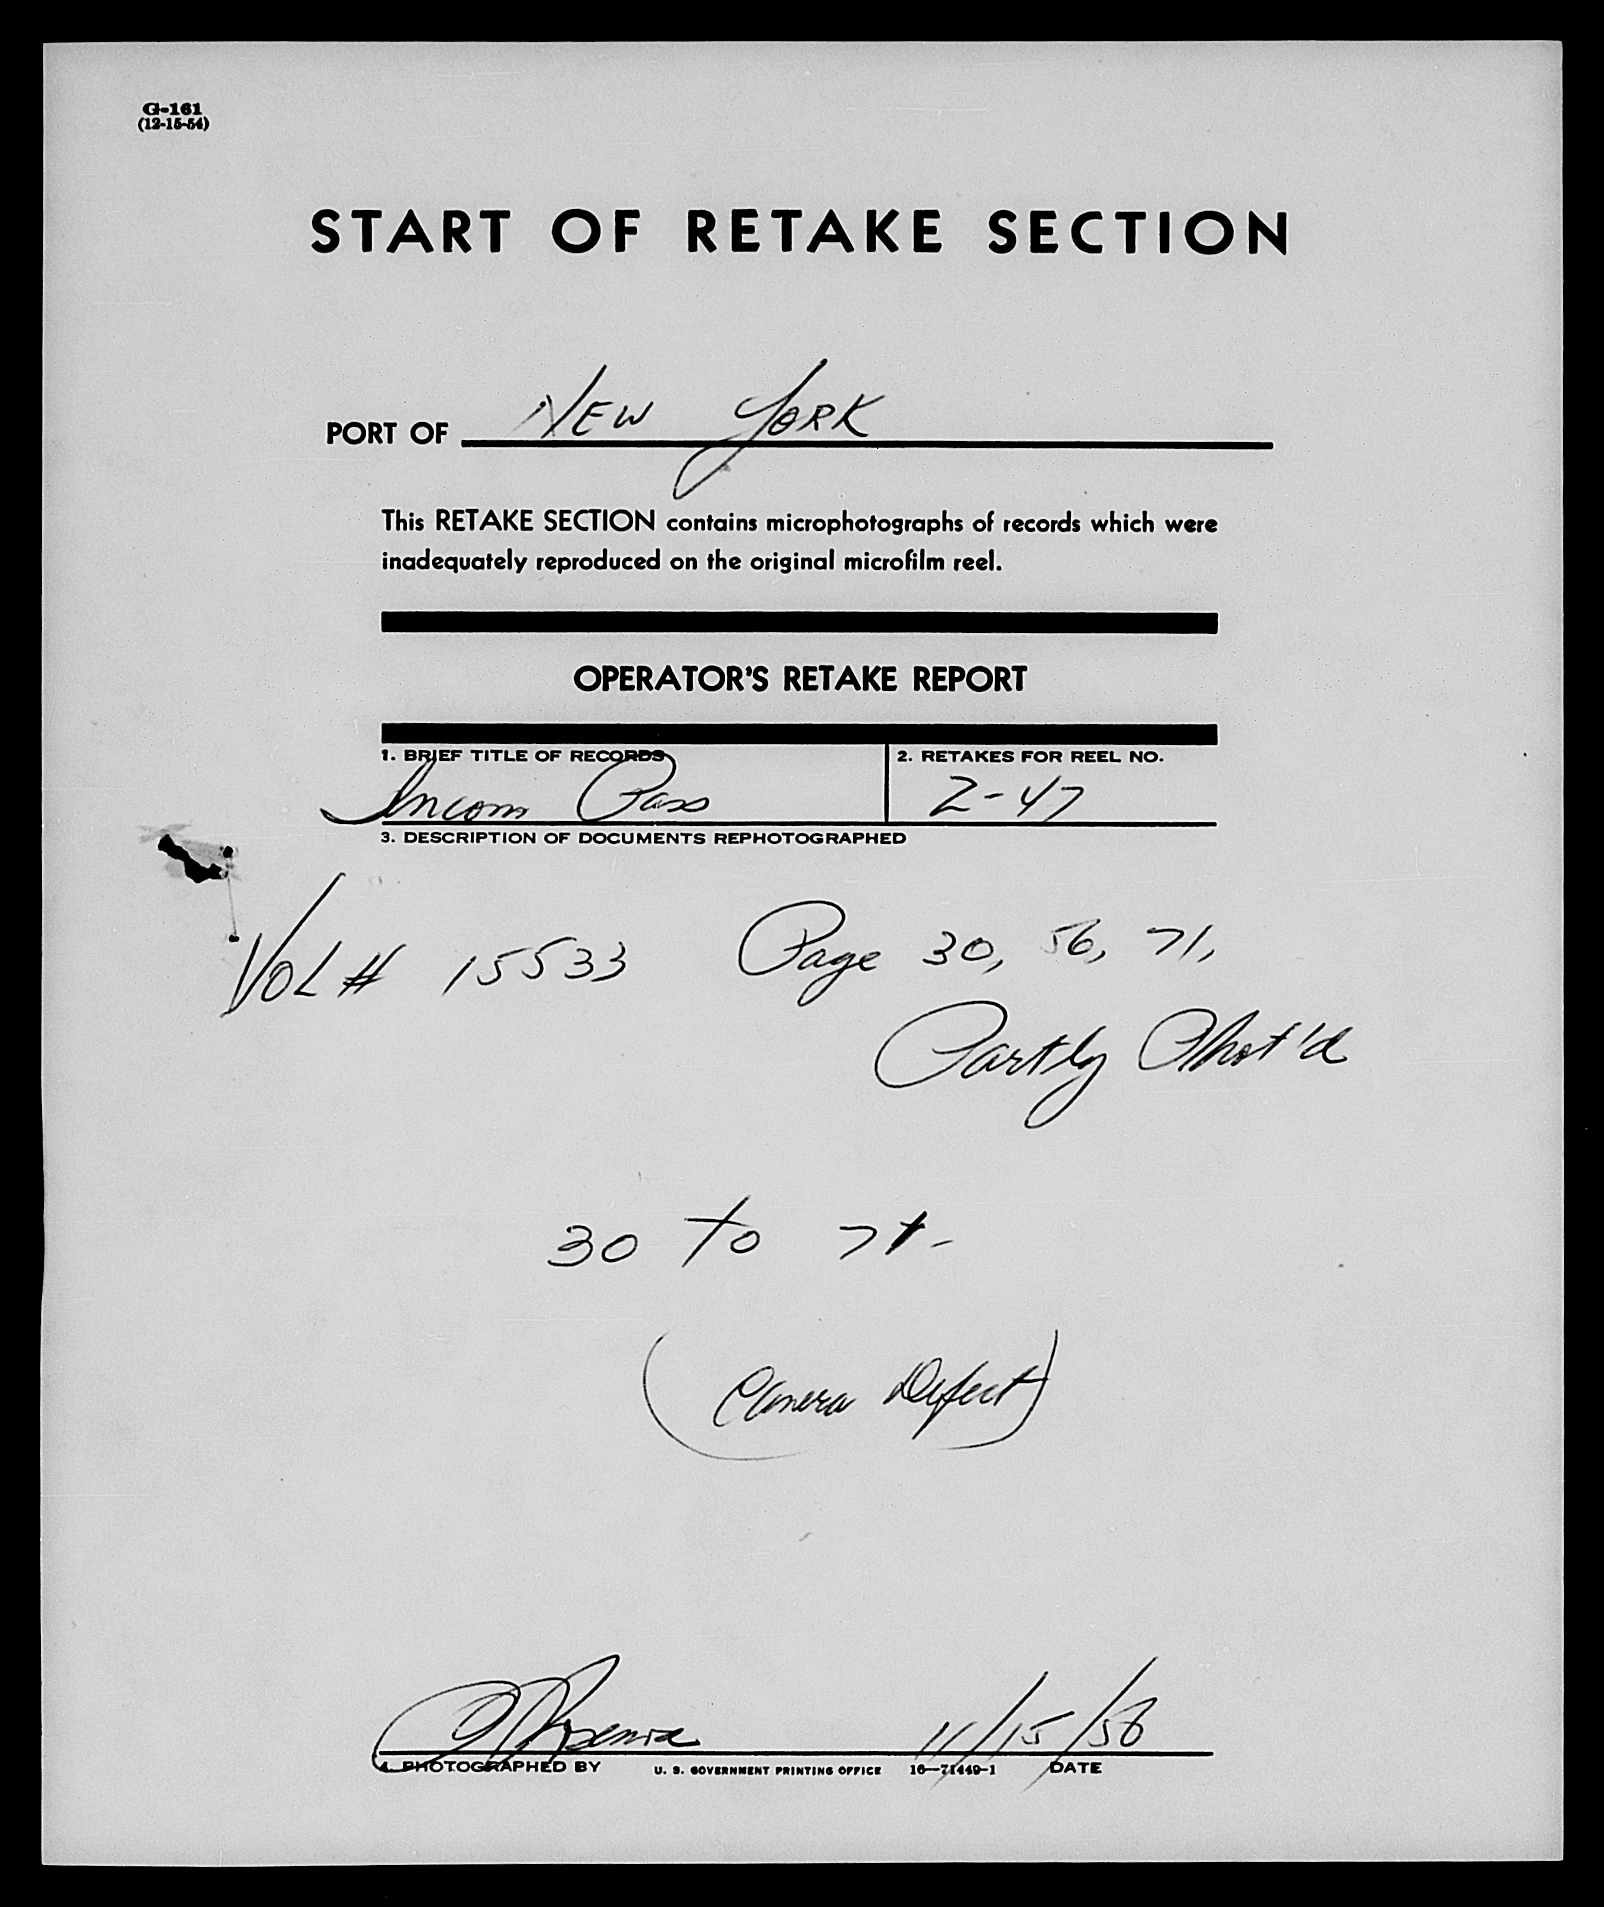 G-161
(12-15-54)
START OF RETAKE SECTION
PORT OF NEW YORK
This RETAKE SECTION contains microphotographs of records which were
inadequately reproduced on the original microfilm reel.
OPERATOR'S RETAKE REPORT
1. BRIEF TITLE OF RECORDS 2. RETAKES FOR REEL NO.
Incom Pass Z-47
3. DESCRIPTION OF DOCUMENTS REPHOTOGRAPHED
VOL # 15533 Page 30, 56, 71,
Partly Phot'd
30 to 71-
(Camera Defect)
11/15/56
4. PHOTOGRAPHED BY U. S. GOVERNMENT PRINTING OFFICE 16—71449-1 DATE